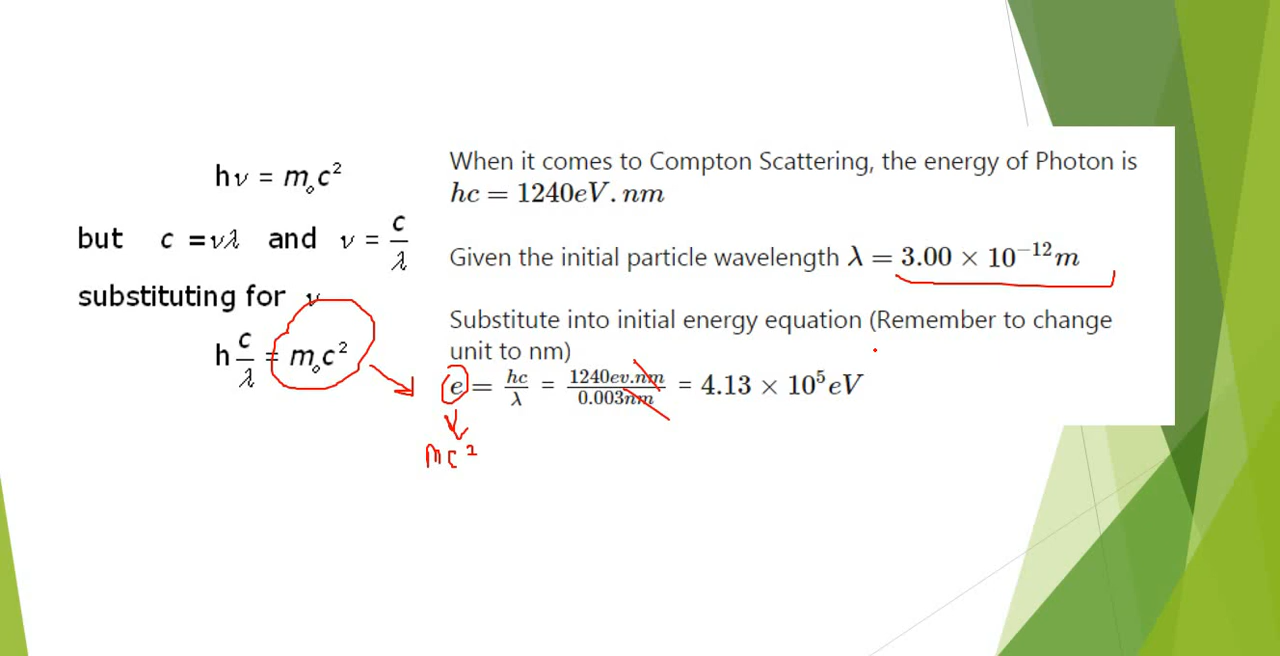 hν = m₀c²
but c = νλ and ν = c/λ
substituting for ν
h c/λ = m₀c²
When it comes to Compton Scattering, the energy of Photon is
hc = 1240eV.nm
Given the initial particle wavelength λ = 3.00 × 10⁻¹²m
Substitute into initial energy equation (Remember to change
unit to nm)
e = hc/λ = 1240ev.nm/0.003nm = 4.13 × 10⁵eV
mc²